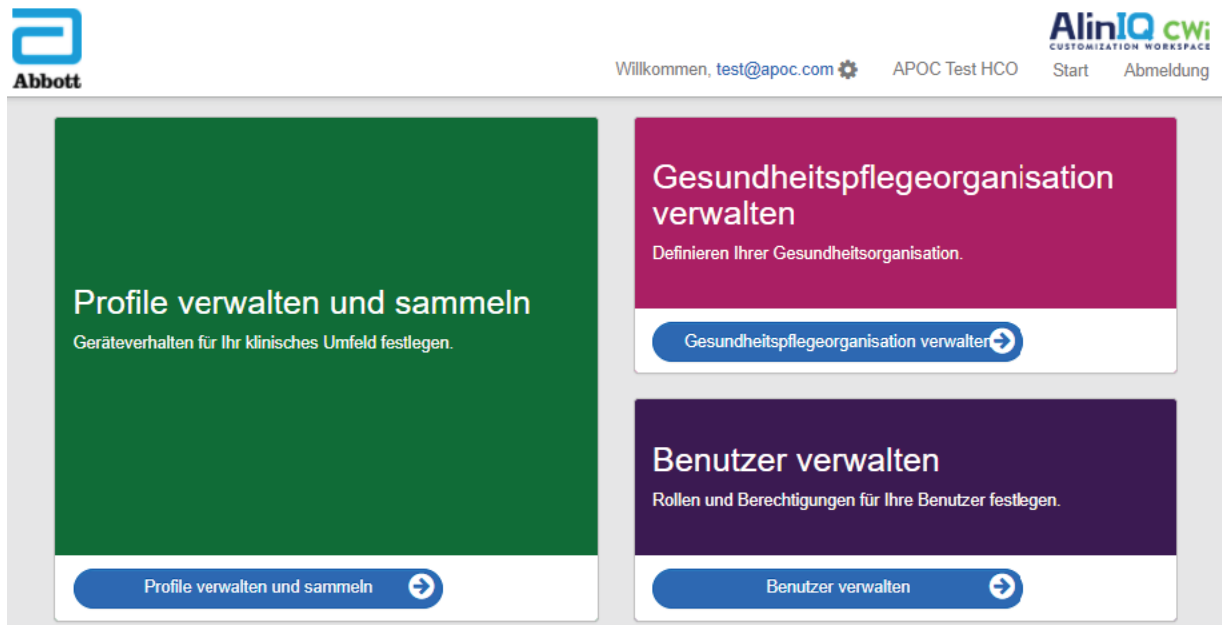 Abbott
AlinIQ CWi
CUSTOMIZATION WORKSPACE
Willkommen, test@apoc.com APOC Test HCO Start Abmeldung
Profile verwalten und sammeln
Geräteverhalten für Ihr klinisches Umfeld festlegen.
Profile verwalten und sammeln
Gesundheitspflegeorganisation
verwalten
Definieren Ihrer Gesundheitsorganisation.
Gesundheitspflegeorganisation verwalten
Benutzer verwalten
Rollen und Berechtigungen für Ihre Benutzer festlegen.
Benutzer verwalten